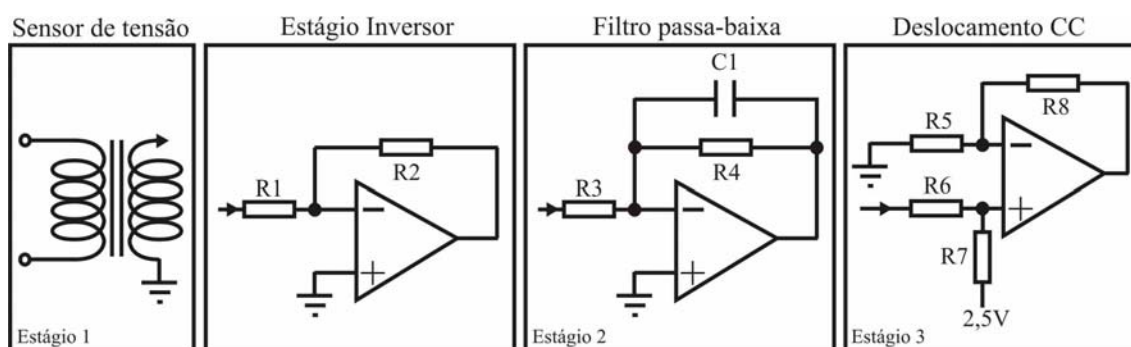 Sensor de tensão
Estágio Inversor
Filtro passa-baixa
Deslocamento CC
R1
R2
C1
R3
R4
R5
R8
R6
R7
2,5V
Estágio 1
Estágio 2
Estágio 3